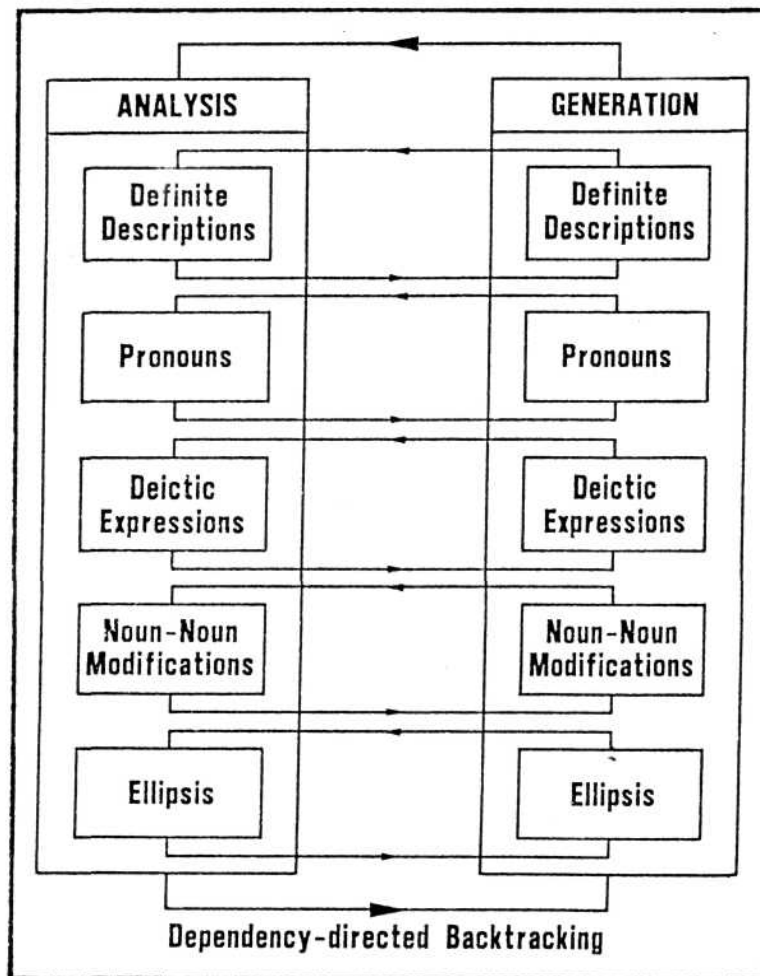 ANALYSIS
GENERATION
Definite
Descriptions
Definite
Descriptions
Pronouns
Pronouns
Deictic
Expressions
Deictic
Expressions
Noun-Noun
Modifications
Noun-Noun
Modifications
Ellipsis
Ellipsis
Dependency-directed Backtracking